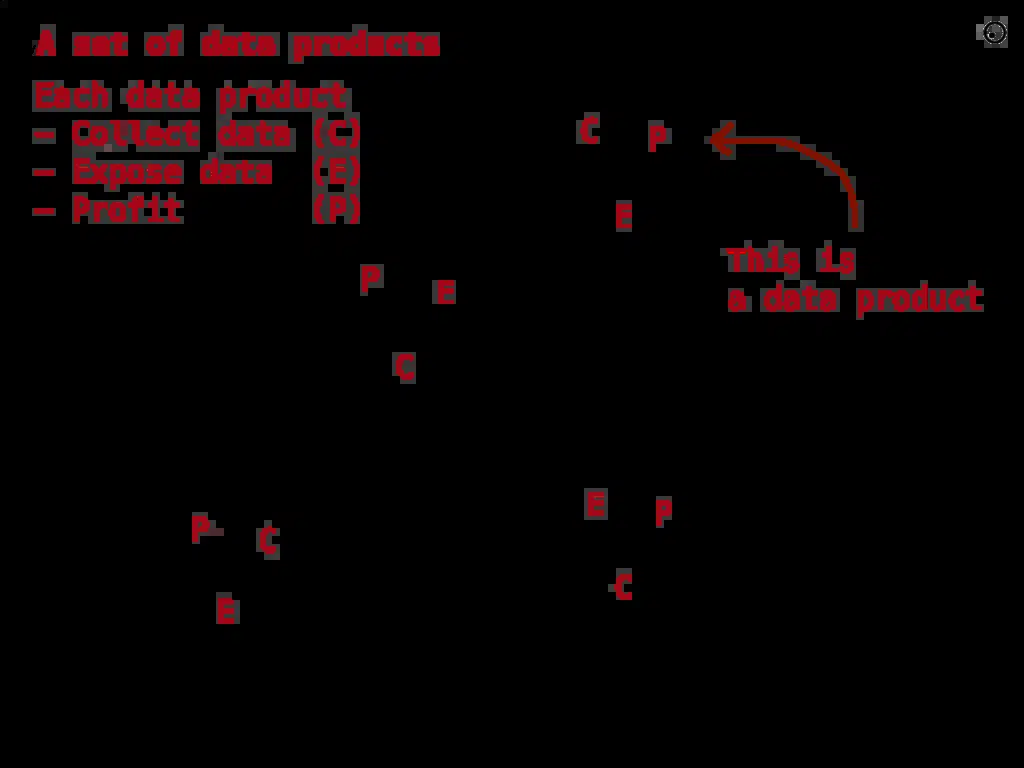 A set of data products
Each data product
– Collect data (C)
– Expose data (E)
– Profit (P)
C P
E
This is
a data product
P E
C
P C
E
E P
C